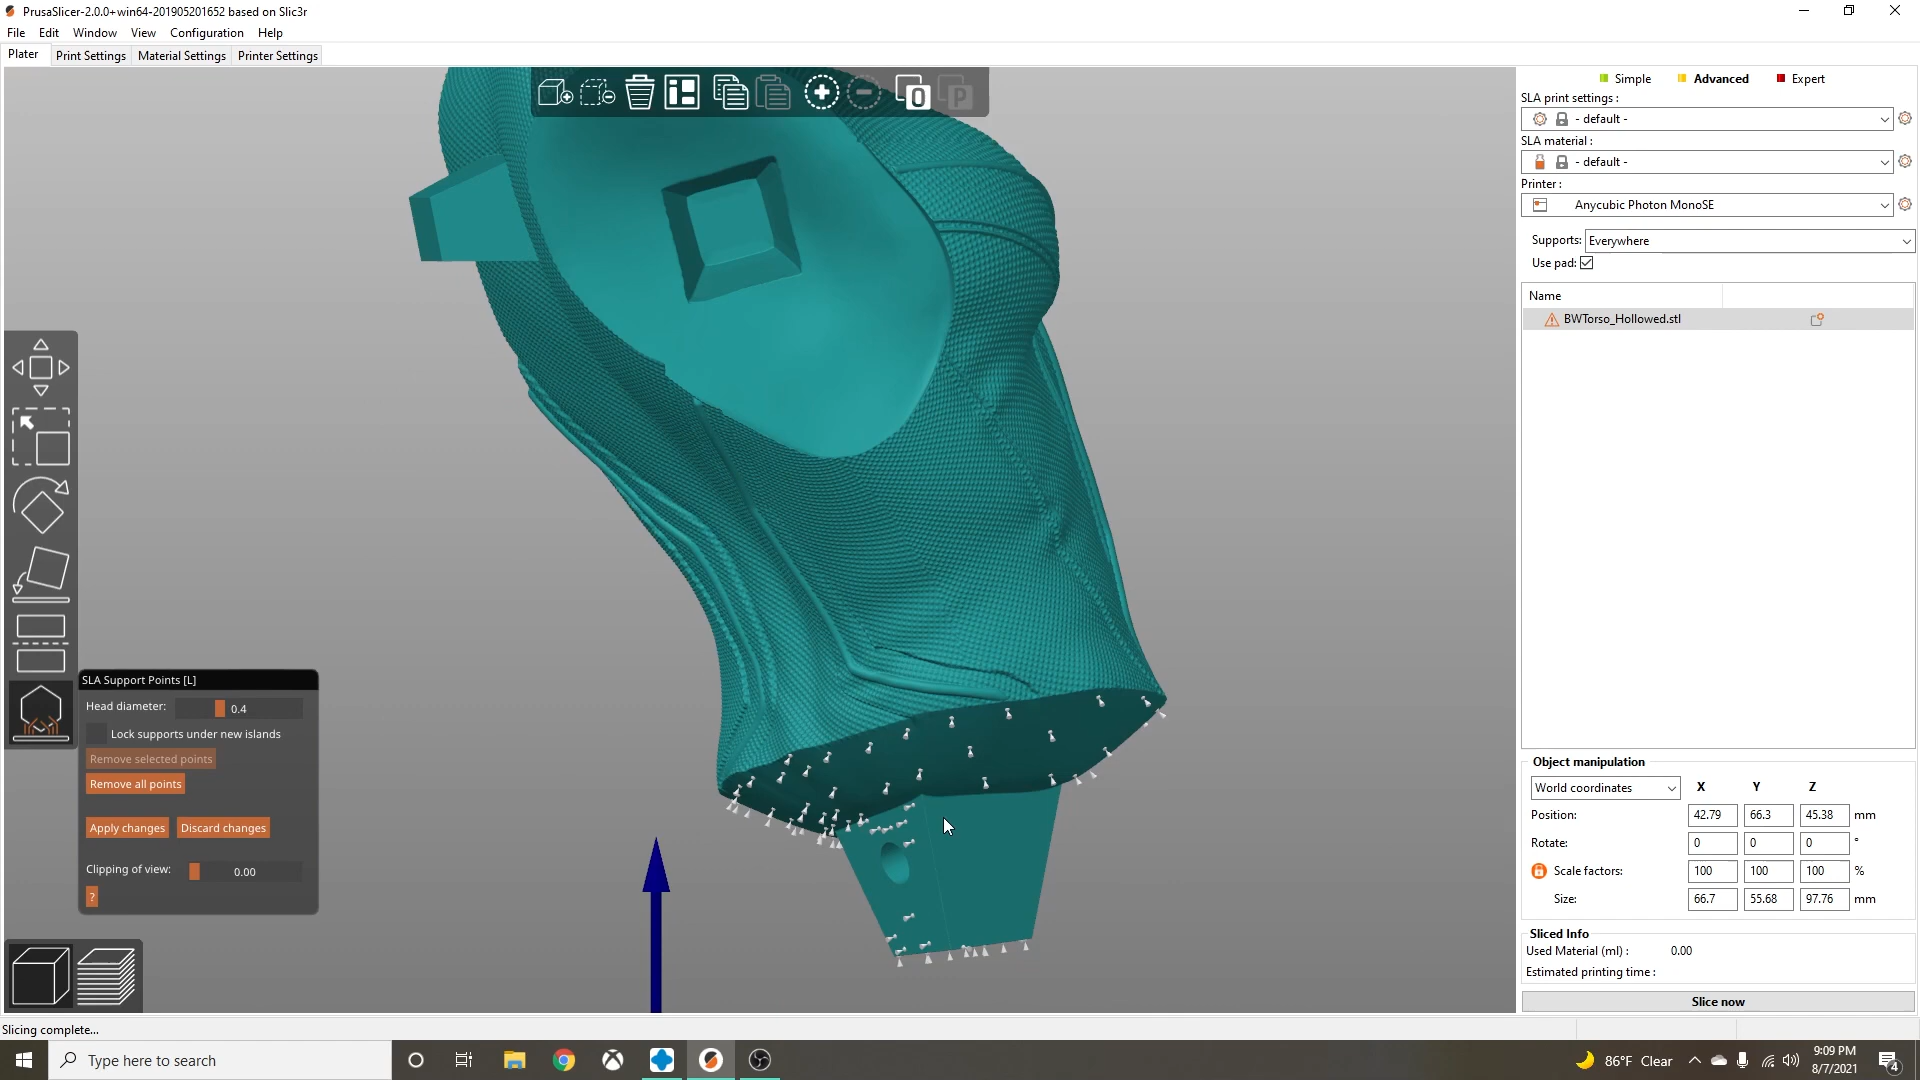 PrusaSlicer-2.0.0+win64-201905201652 based on Slic3r
File Edit Window View Configuration Help
Plater Print Settings Material Settings Printer Settings
O P
Simple Advanced Expert
SLA print settings :
- default -
SLA material :
- default -
Printer :
Anycubic Photon MonoSE
Supports: Everywhere
Use pad:
Name
BWTorso_Hollowed.stl
SLA Support Points [L]
Head diameter: 0.4
Lock supports under new islands
Remove selected points
Remove all points
Apply changes Discard changes
Clipping of view: 0.00
?
Object manipulation
World coordinates X Y Z
Position: 42.79 66.3 45.38 mm
Rotate: 0 0 0 °
Scale factors: 100 100 100 %
Size: 66.7 55.68 97.76 mm
Sliced Info
Used Material (ml) : 0.00
Estimated printing time :
Slice now
Slicing complete...
Type here to search
86°F Clear
9:09 PM
8/7/2021
4